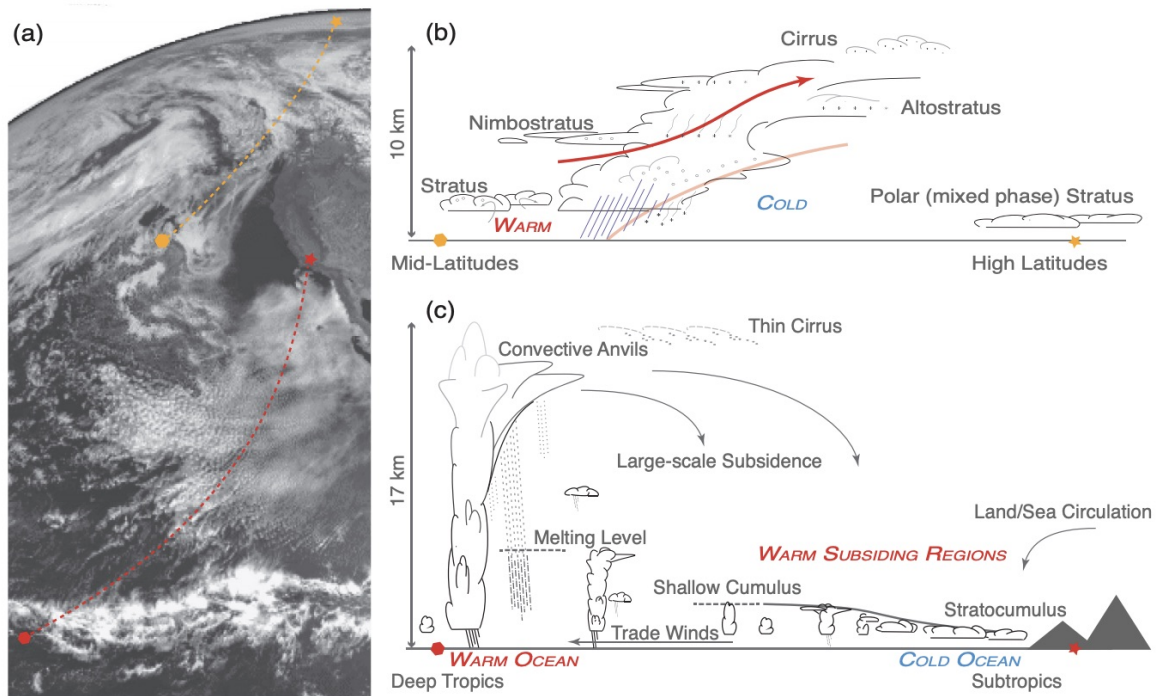 (a)
(b)
Cirrus
10 km
Altostratus
Nimbostratus
Stratus
COLD
Polar (mixed phase) Stratus
WARM
Mid-Latitudes
High Latitudes
(c)
Thin Cirrus
Convective Anvils
17 km
Large-scale Subsidence
Land/Sea Circulation
Melting Level
WARM SUBSIDING REGIONS
Shallow Cumulus
Stratocumulus
Trade Winds
WARM OCEAN
COLD OCEAN
Deep Tropics
Subtropics